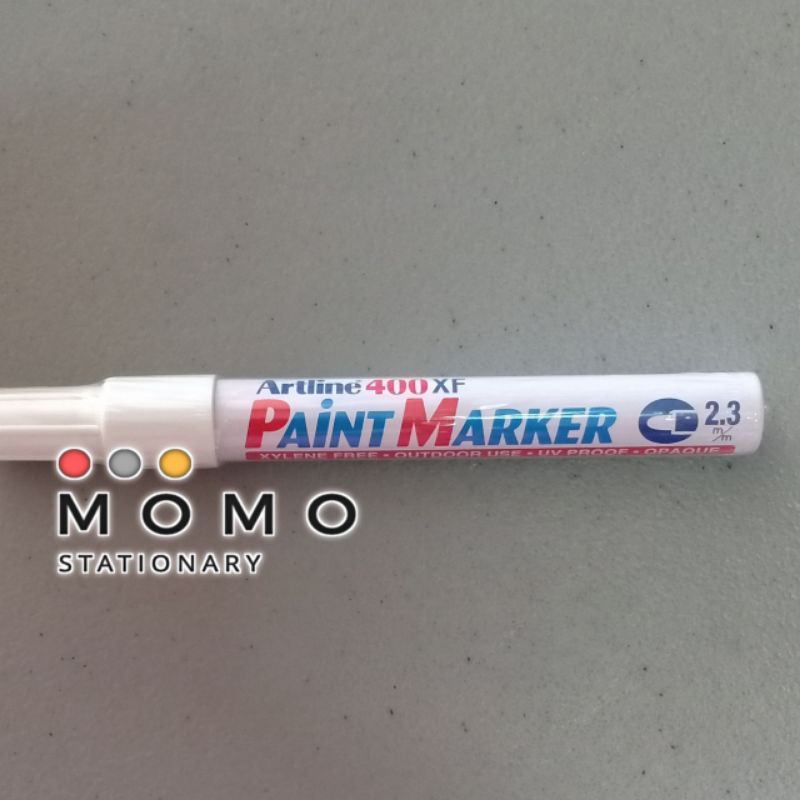 Artline 400 XF
PAINT MARKER
2.3
m/m
XYLENE FREE • OUTDOOR USE • UV PROOF • OPAQUE
MOMO
STATIONARY